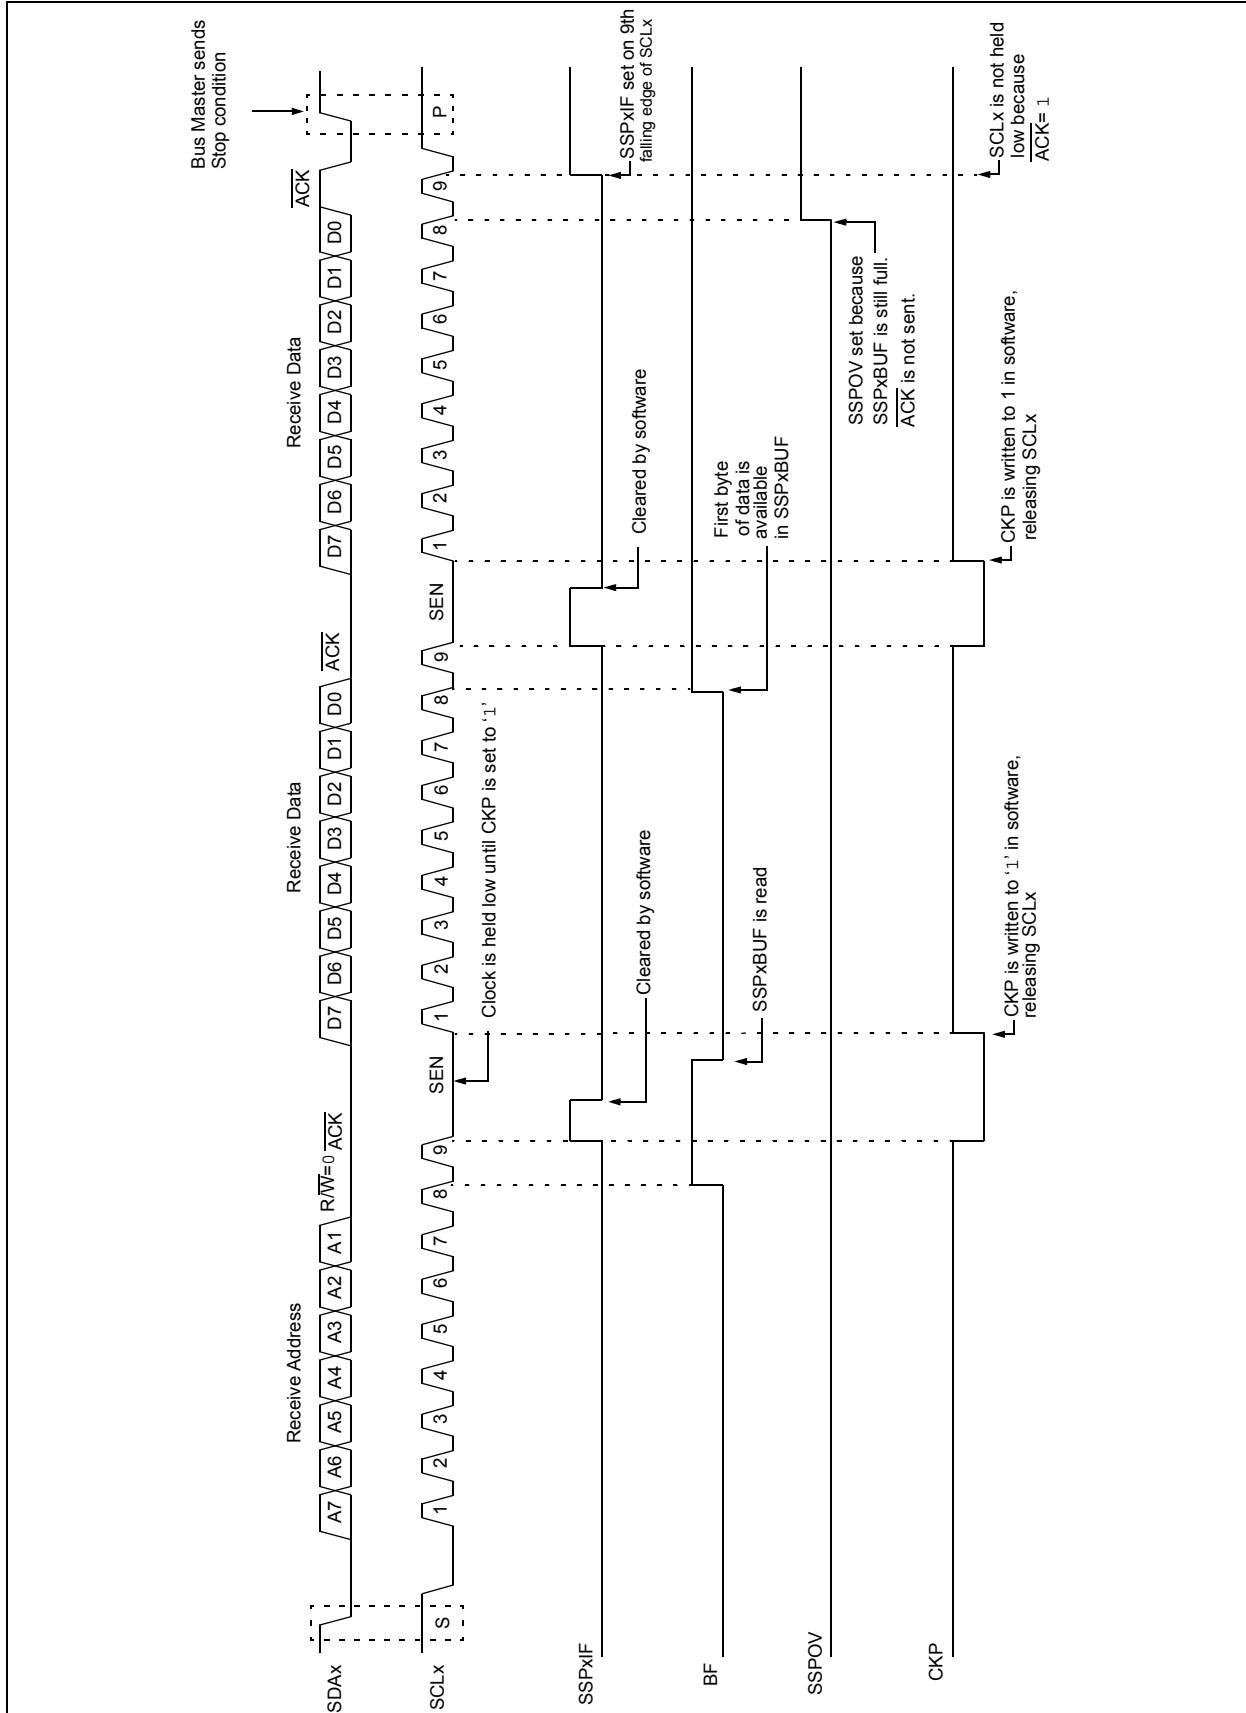 Bus Master sends
Stop condition
Receive Address
Receive Data
Receive Data
SDAx
A7 A6 A5 A4 A3 A2 A1 R/W=0 ACK D7 D6 D5 D4 D3 D2 D1 D0 ACK D7 D6 D5 D4 D3 D2 D1 D0 ACK
SCLx
S 1 2 3 4 5 6 7 8 9 SEN 1 2 3 4 5 6 7 8 9 SEN 1 2 3 4 5 6 7 8 9 P
Clock is held low until CKP is set to ‘1’
SSPxIF
Cleared by software
Cleared by software
SSPxIF set on 9th
falling edge of SCLx
BF
SSPxBUF is read
First byte
of data is
available
in SSPxBUF
SSPOV
SSPOV set because
SSPxBUF is still full.
ACK is not sent.
CKP
CKP is written to ‘1’ in software,
releasing SCLx
CKP is written to 1 in software,
releasing SCLx
SCLx is not held
low because
ACK= 1